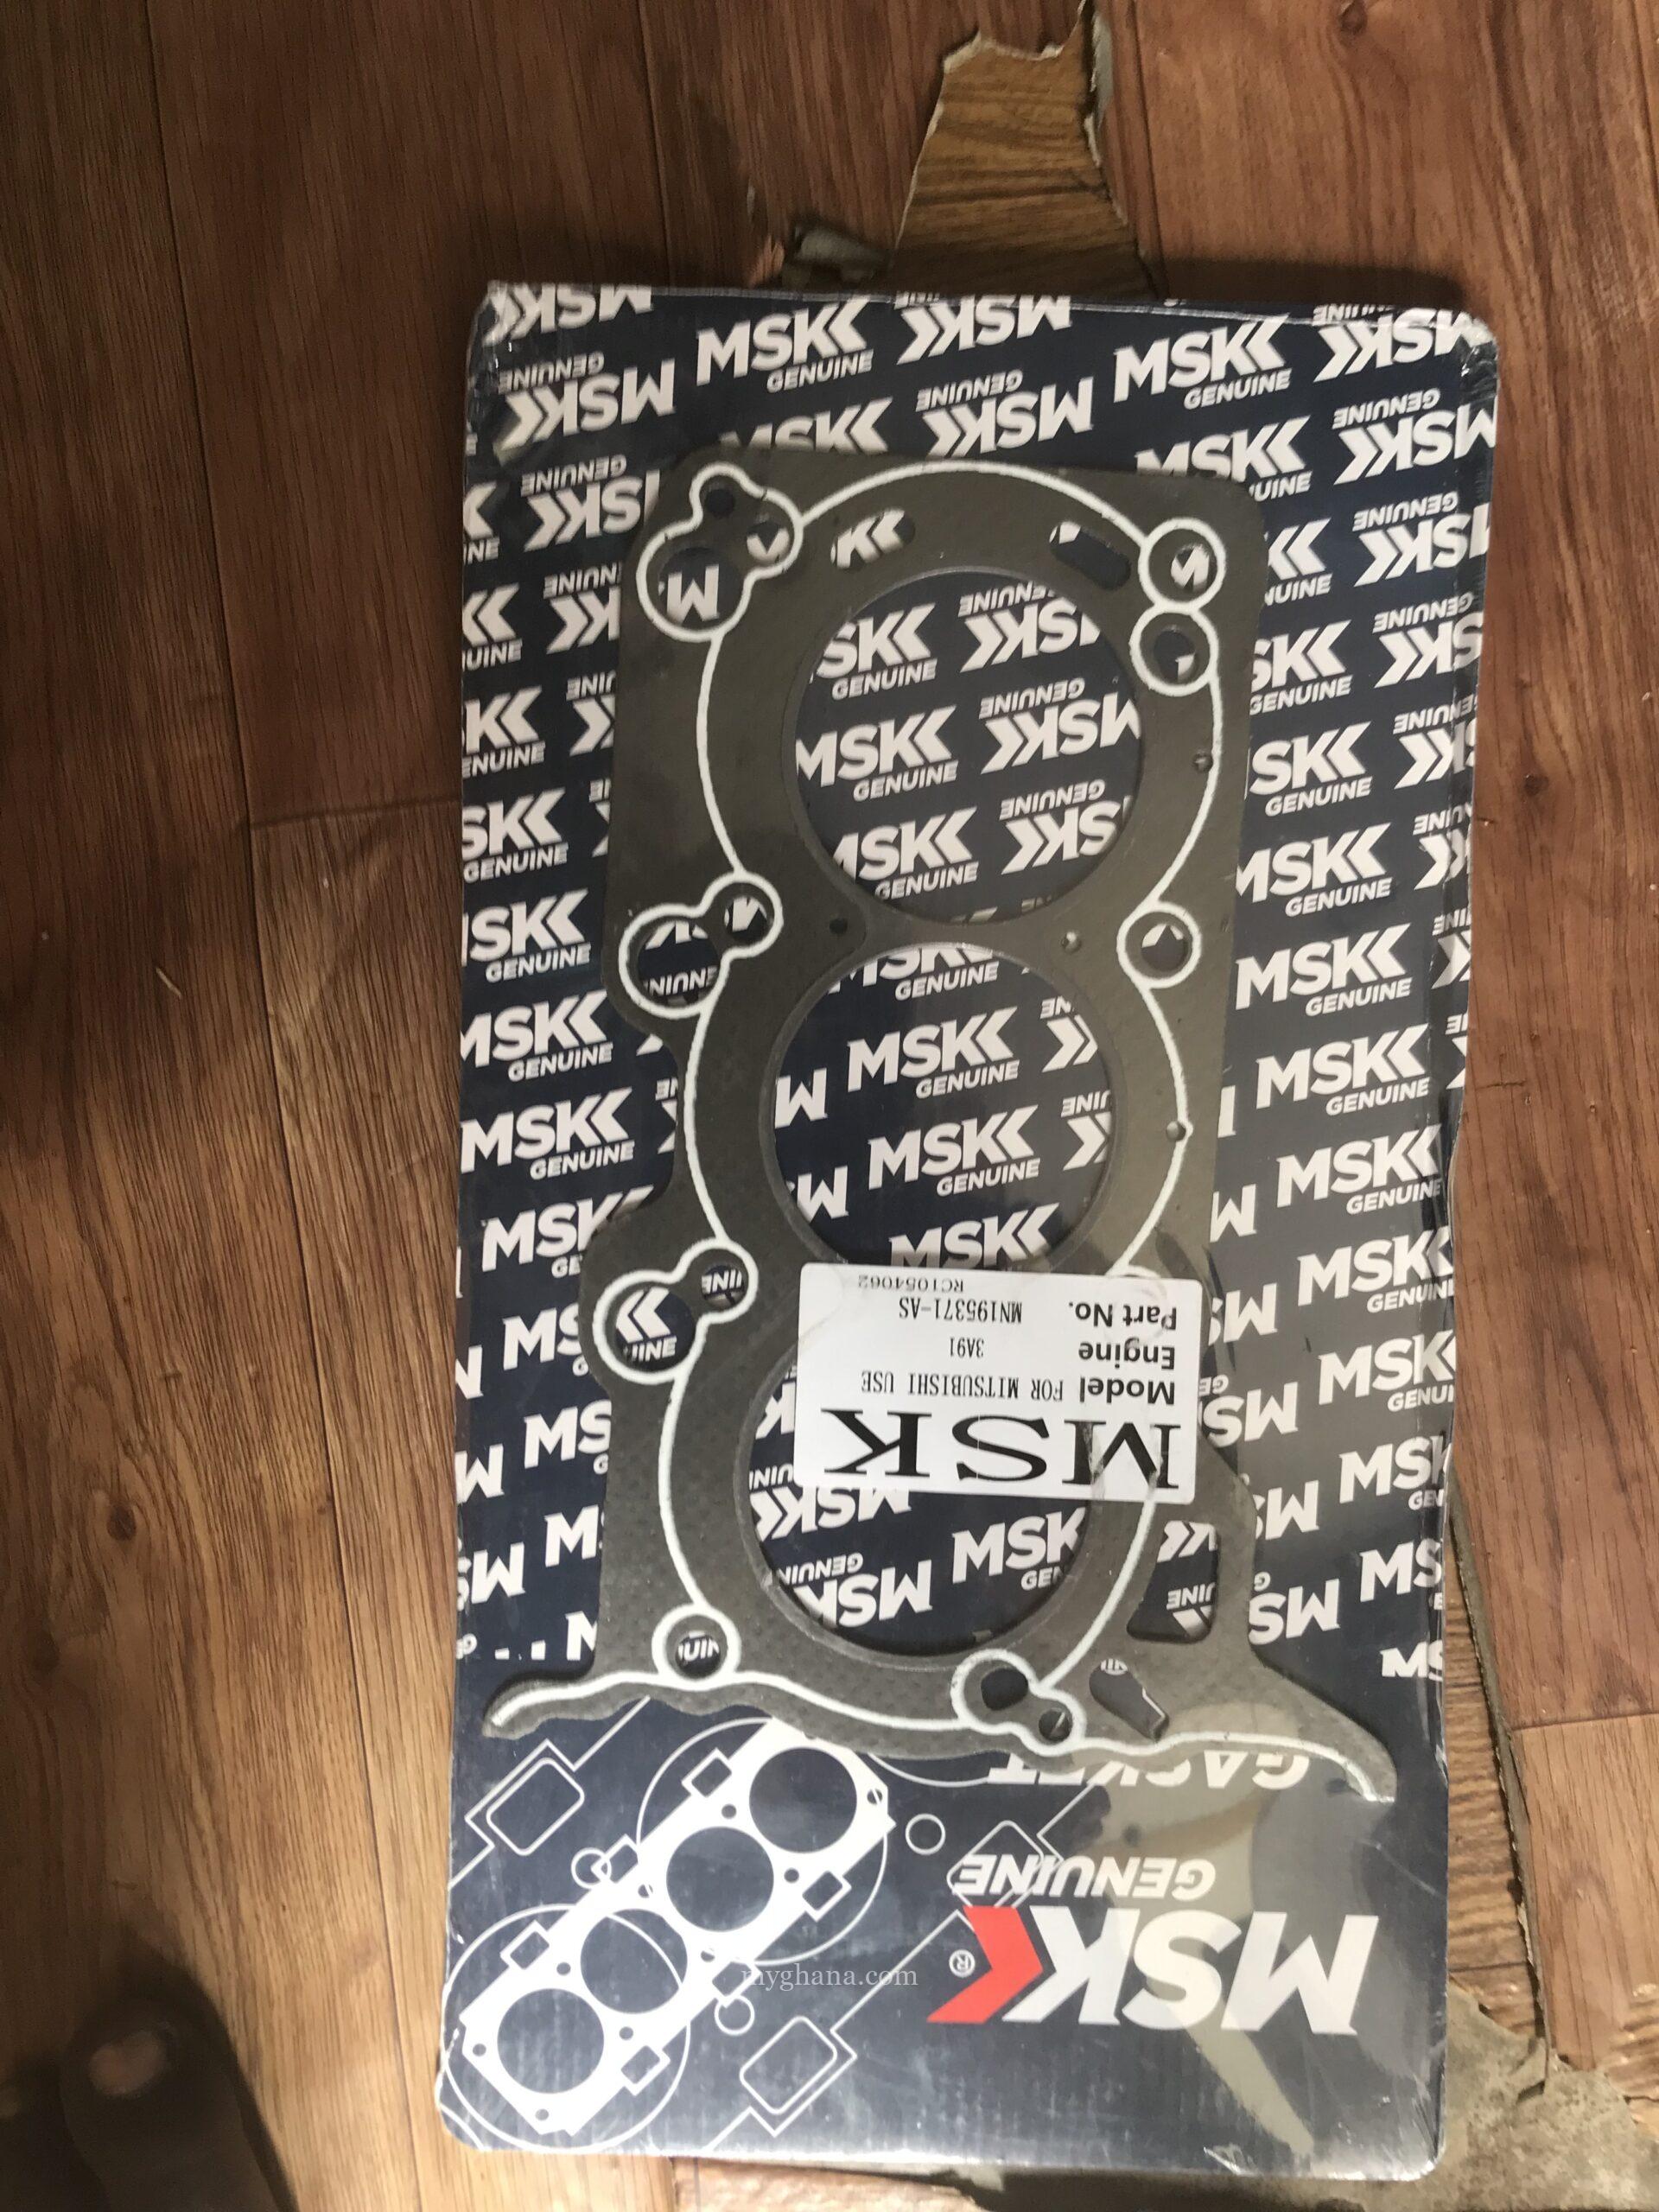 MSK
Model FOR MITSUBISHI USE
Engine 3A91
Part No. MN195371-AS
RC1054062
MSK®
GENUINE
GASKET
MSK
GENUINE
myghana.com